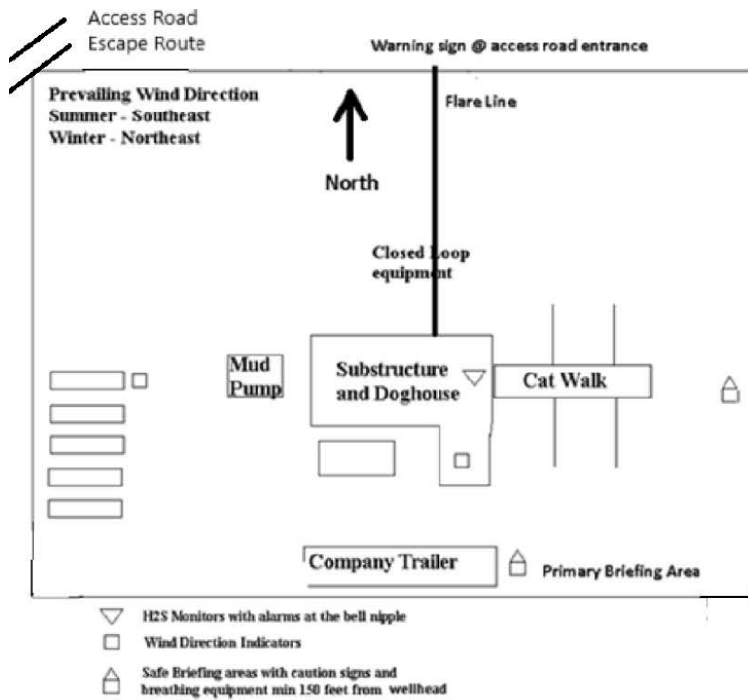 Access Road
Escape Route
Warning sign @ access road entrance
Prevailing Wind Direction
Summer - Southeast
Winter - Northeast
Flare Line
North
Closed Loop
equipment
Mud
Pump
Substructure
and Doghouse
Cat Walk
Company Trailer
Primary Briefing Area
H2S Monitors with alarms at the bell nipple
Wind Direction Indicators
Safe Briefing areas with caution signs and
breathing equipment min 150 feet from wellhead